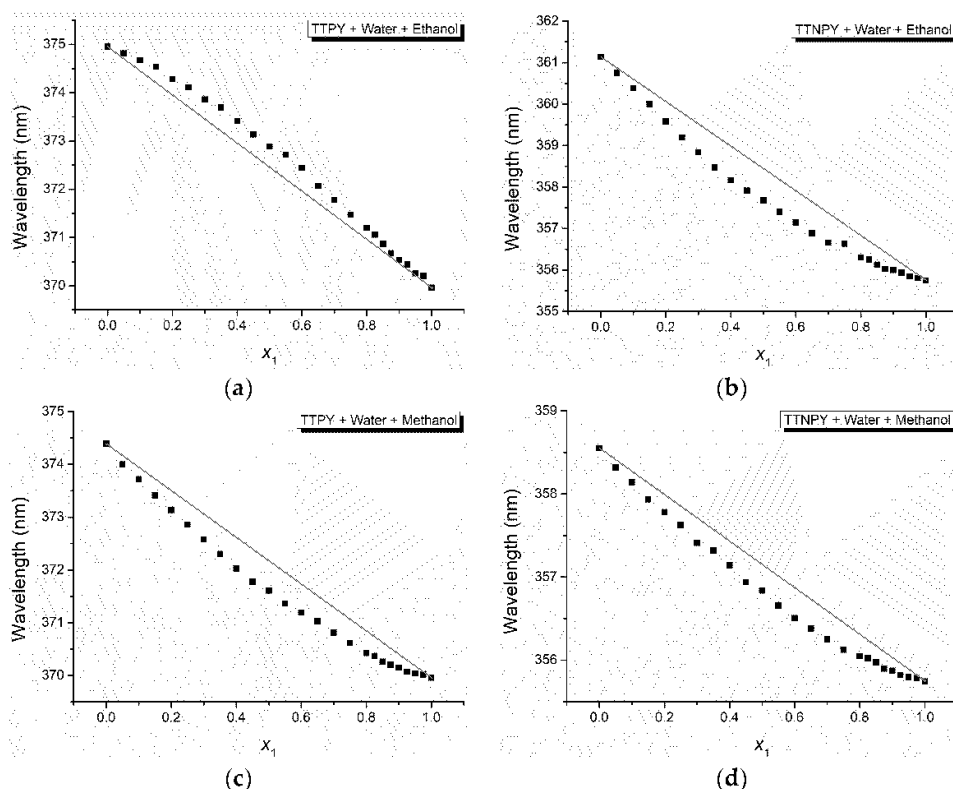 TTPY + Water + Ethanol
375
374
373
372
371
370
Wavelength (nm)
0.0 0.2 0.4 0.6 0.8 1.0
x1
(a)
TTNPY + Water + Ethanol
362
361
360
359
358
357
356
355
Wavelength (nm)
0.0 0.2 0.4 0.6 0.8 1.0
x1
(b)
TTPY + Water + Methanol
375
374
373
372
371
370
Wavelength (nm)
0.0 0.2 0.4 0.6 0.8 1.0
x1
(c)
TTNPY + Water + Methanol
359
358
357
356
Wavelength (nm)
0.0 0.2 0.4 0.6 0.8 1.0
x1
(d)